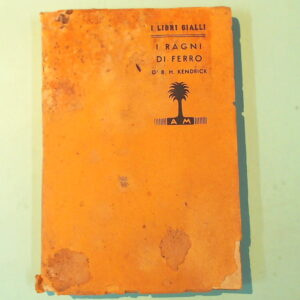 I LIBRI GIALLI
I RAGNI
DI FERRO
DI B. H. KENDRICK
A M